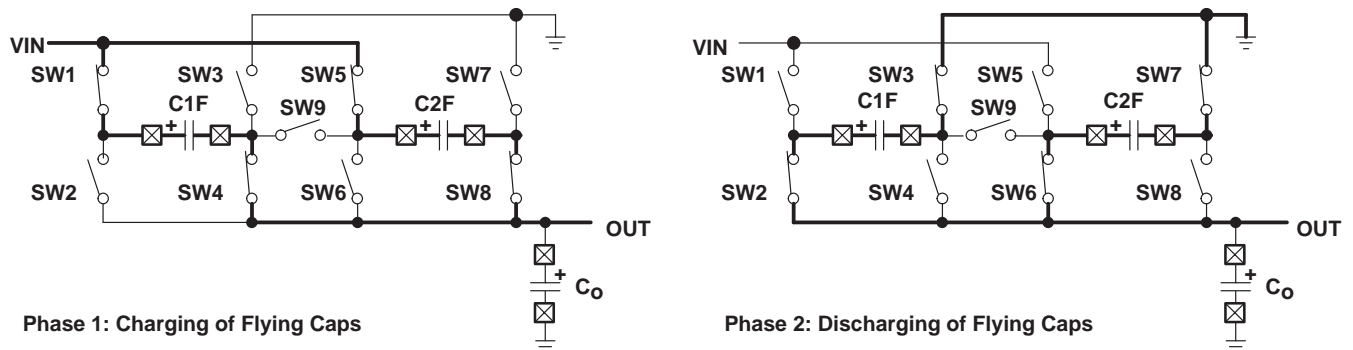 VIN
SW1
SW3
SW5
SW7
C1F
SW9
C2F
+
+
SW2
SW4
SW6
SW8
OUT
+
Co
Phase 1: Charging of Flying Caps
VIN
SW1
SW3
SW5
SW7
C1F
SW9
C2F
+
+
SW2
SW4
SW6
SW8
OUT
+
Co
Phase 2: Discharging of Flying Caps